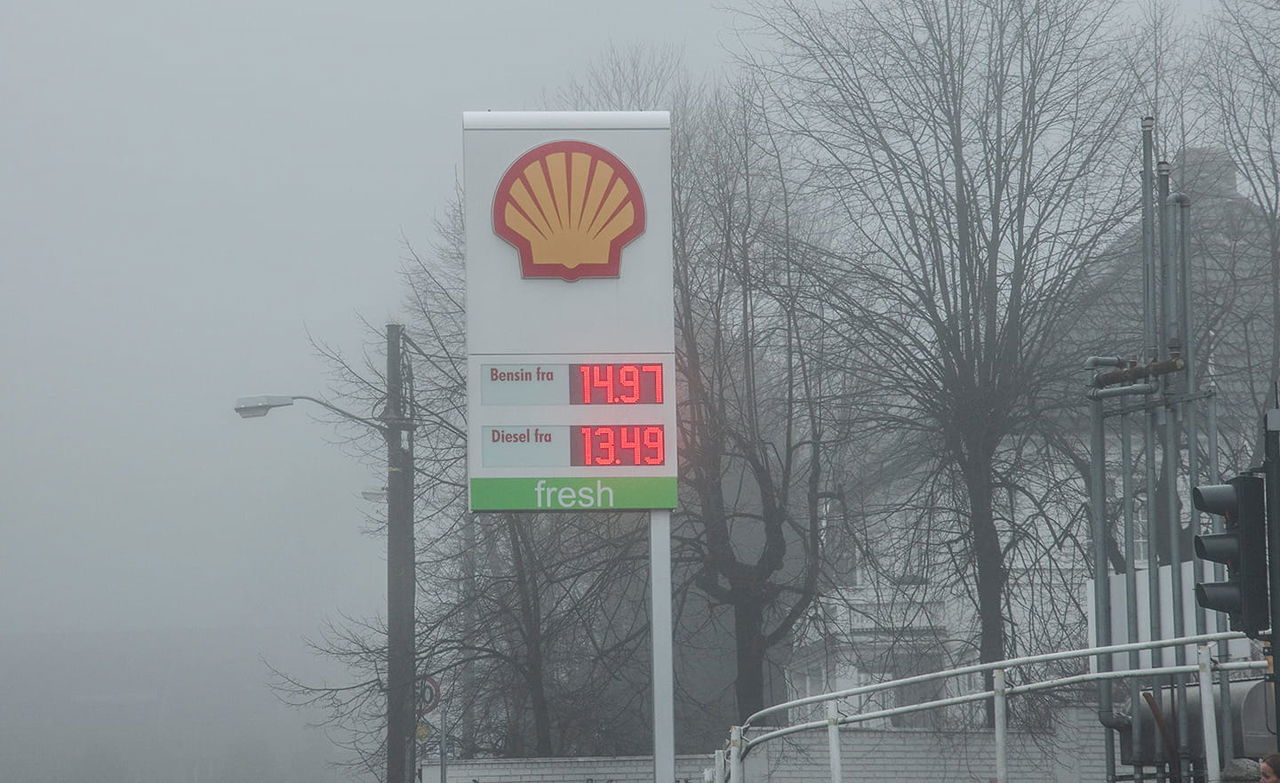 Bensin fra 14.97
Diesel fra 13.49
fresh